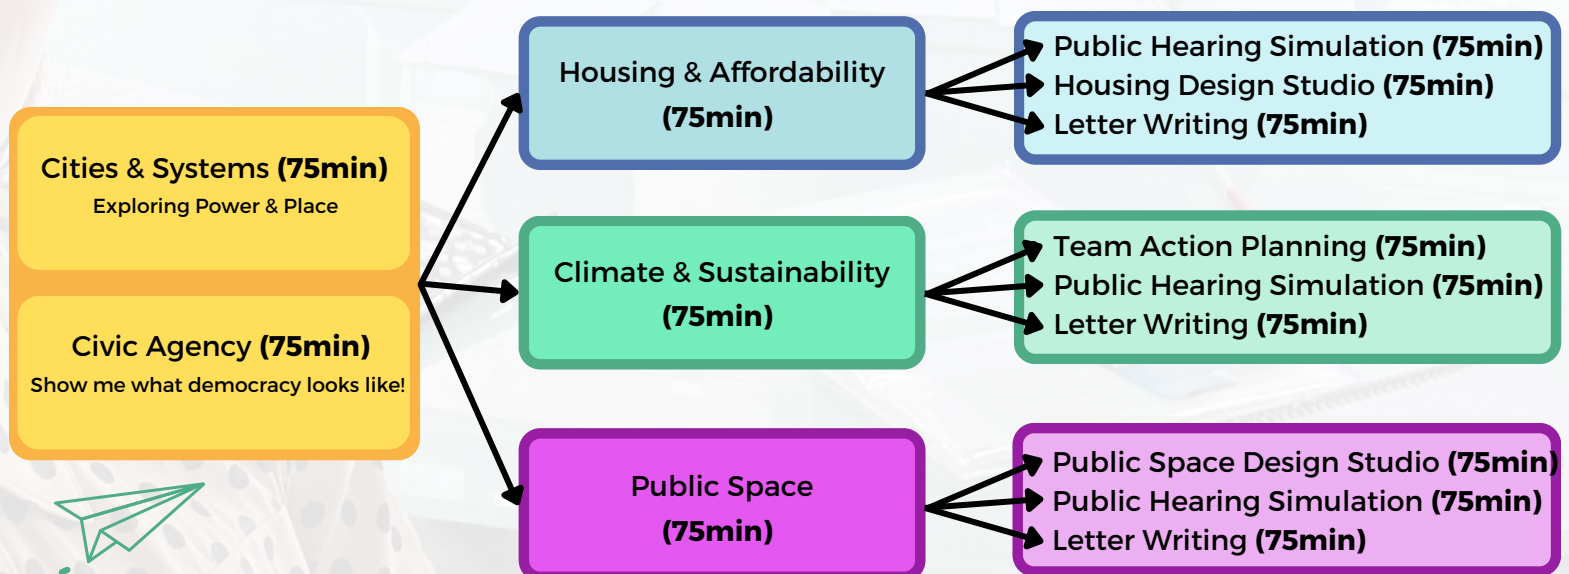 Cities & Systems (75min)
Exploring Power & Place
Civic Agency (75min)
Show me what democracy looks like!
Housing & Affordability
(75min)
Public Hearing Simulation (75min)
Housing Design Studio (75min)
Letter Writing (75min)
Climate & Sustainability
(75min)
Team Action Planning (75min)
Public Hearing Simulation (75min)
Letter Writing (75min)
Public Space
(75min)
Public Space Design Studio (75min)
Public Hearing Simulation (75min)
Letter Writing (75min)